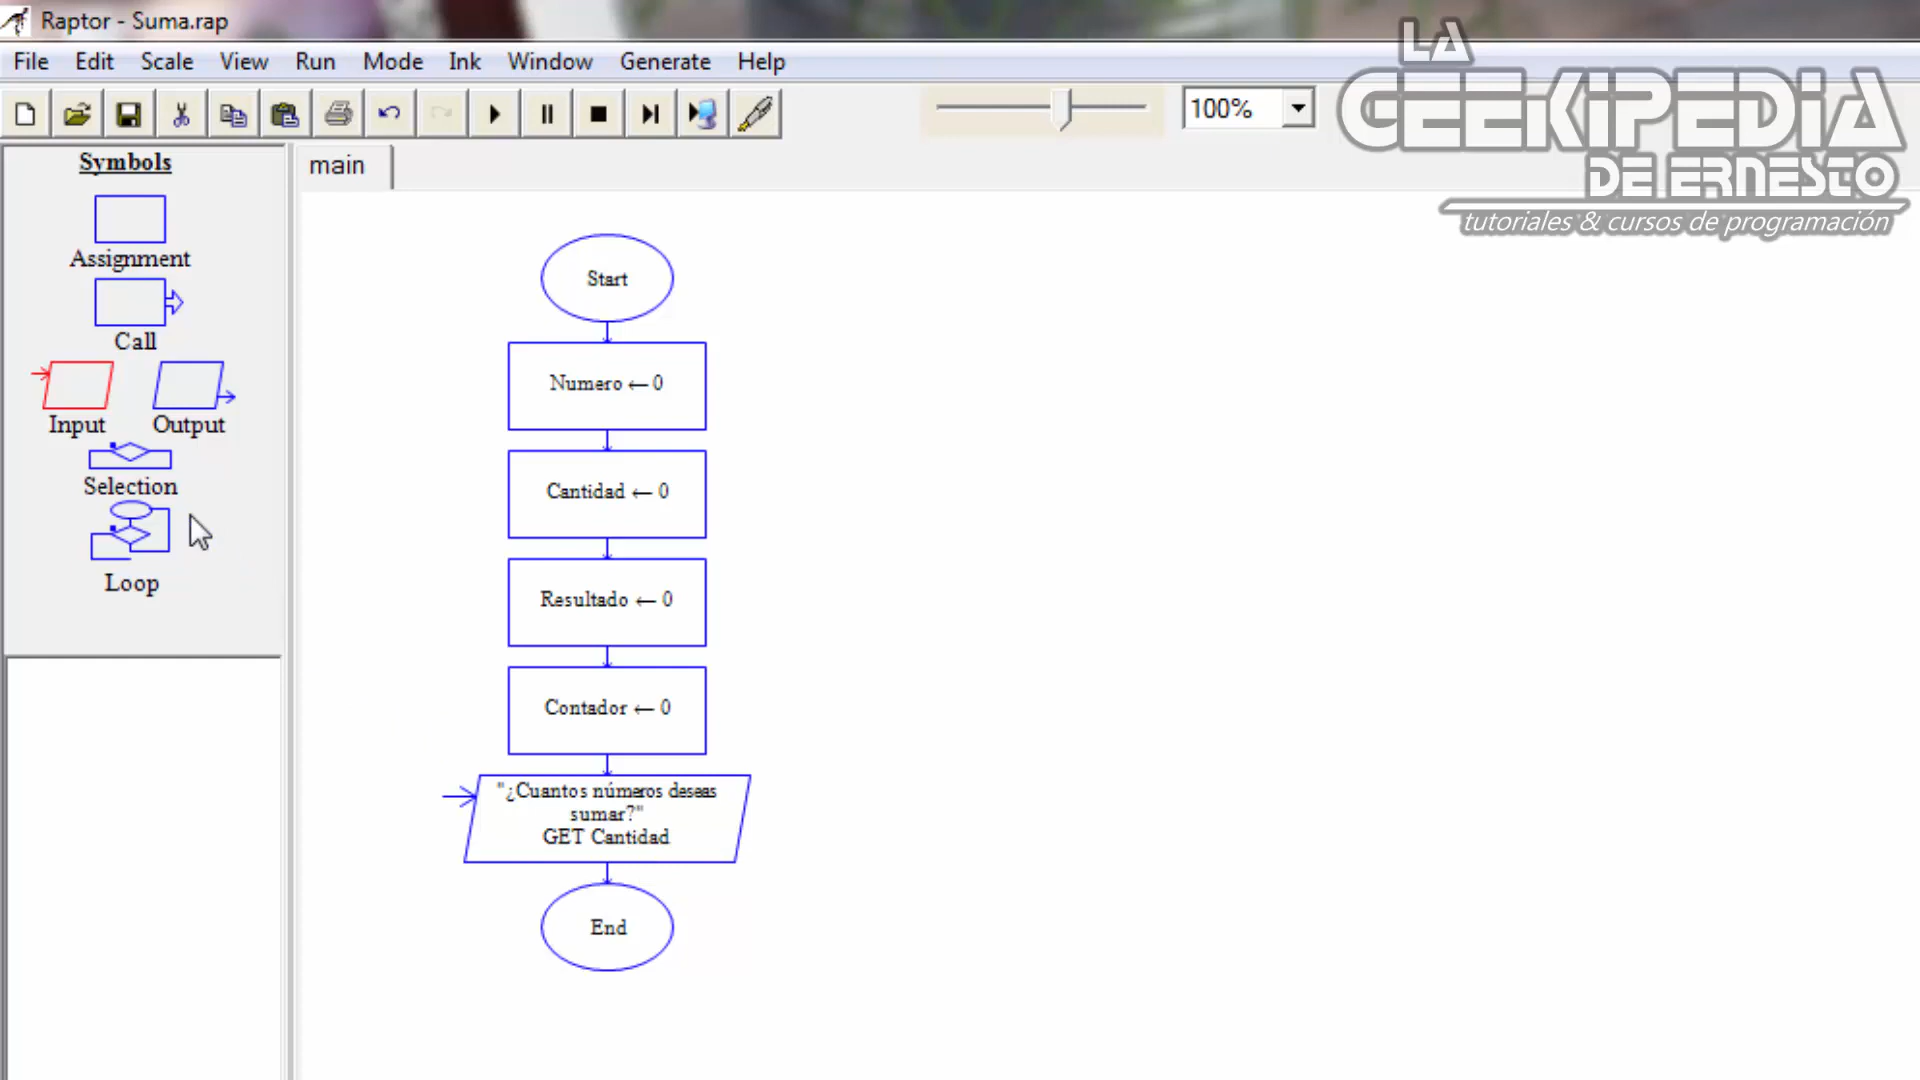 Raptor - Suma.rap
File Edit Scale View Run Mode Ink Window Generate Help
100%
LA
GEEKIPEDIA
DE ERNESTO
tutoriales & cursos de programación
Symbols
Assignment
Call
Input Output
Selection
Loop
main
Start
Numero ← 0
Cantidad ← 0
Resultado ← 0
Contador ← 0
"¿Cuantos números deseas
sumar?"
GET Cantidad
End